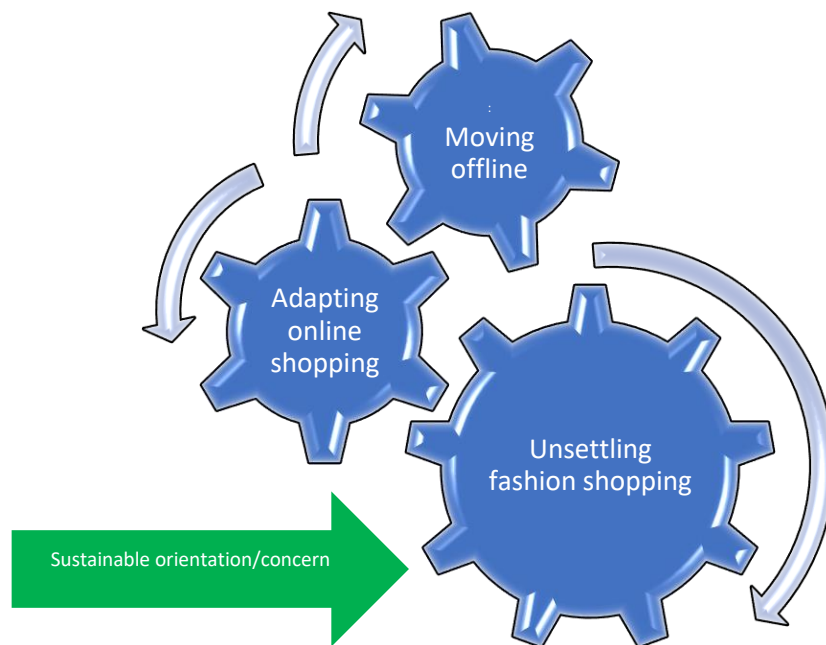 :
Moving
offline
Adapting
online
shopping
Unsettling
fashion shopping
Sustainable orientation/concern